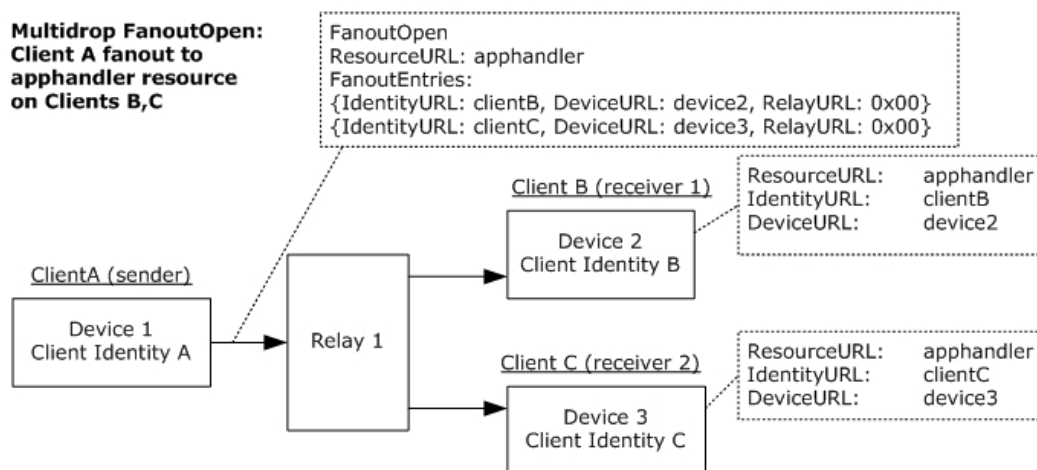 Multidrop FanoutOpen:
Client A fanout to
apphandler resource
on Clients B,C
FanoutOpen
ResourceURL: apphandler
FanoutEntries:
{IdentityURL: clientB, DeviceURL: device2, RelayURL: 0x00}
{IdentityURL: clientC, DeviceURL: device3, RelayURL: 0x00}
ClientA (sender)
Device 1
Client Identity A
Relay 1
Client B (receiver 1)
Device 2
Client Identity B
ResourceURL: apphandler
IdentityURL: clientB
DeviceURL: device2
Client C (receiver 2)
Device 3
Client Identity C
ResourceURL: apphandler
IdentityURL: clientC
DeviceURL: device3